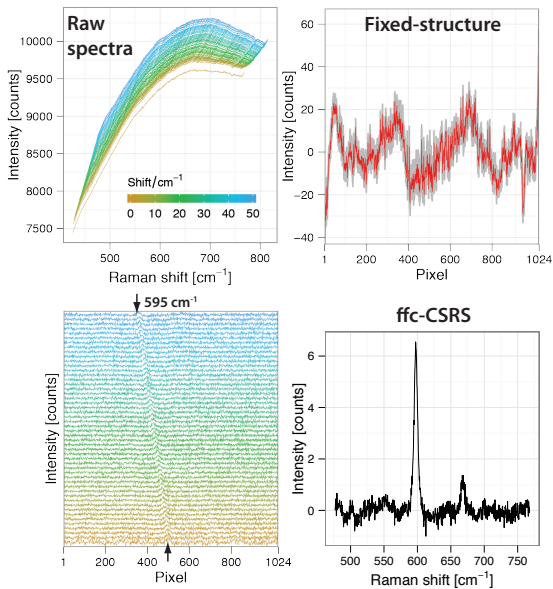 Raw
spectra
10000
9500
9000
8500
8000
7500
Intensity [counts]
Shift/cm⁻¹
0 10 20 30 40 50
500 600 700 800
Raman shift [cm⁻¹]
Fixed-structure
60
40
20
0
−20
−40
Intensity [counts]
1 200 400 600 800 1024
Pixel
595 cm⁻¹
Intensity [counts]
1 200 400 600 800 1024
Pixel
ffc-CSRS
6
4
2
0
Intensity [counts]
500 550 600 650 700 750
Raman shift [cm⁻¹]